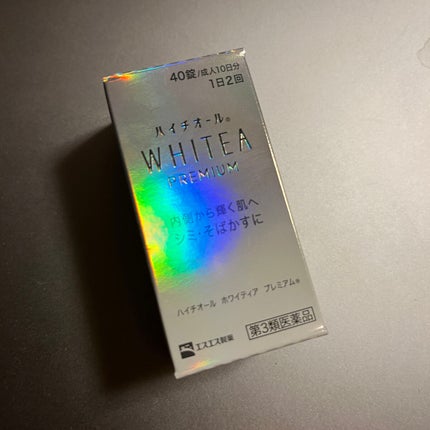 40錠/成人10日分
1日2回
ハイチオール®
WHITEA
PREMIUM
内側から輝く肌へ
シミ・そばかすに
ハイチオール ホワイティア プレミアム®
第3類医薬品
エスエス製薬